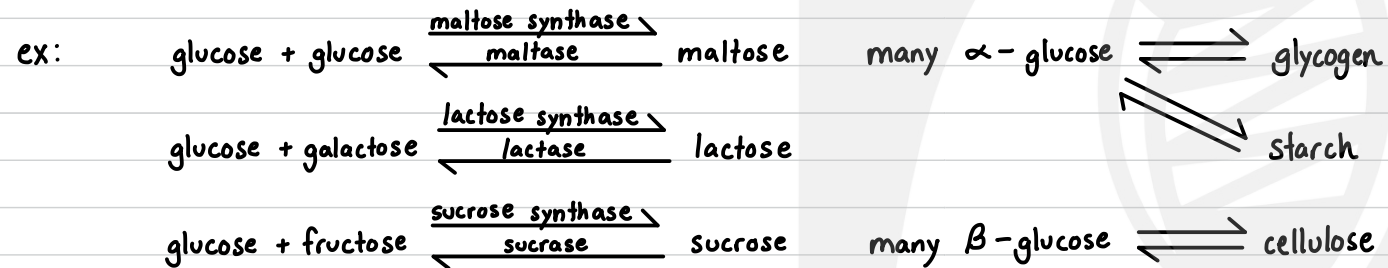 maltose synthase
ex: glucose + glucose ⇌ maltose many α-glucose ⇌ glycogen
maltase
lactose synthase
glucose + galactose ⇌ lactose ⇌ starch
lactase
sucrose synthase
glucose + fructose ⇌ sucrose many β-glucose ⇌ cellulose
sucrase